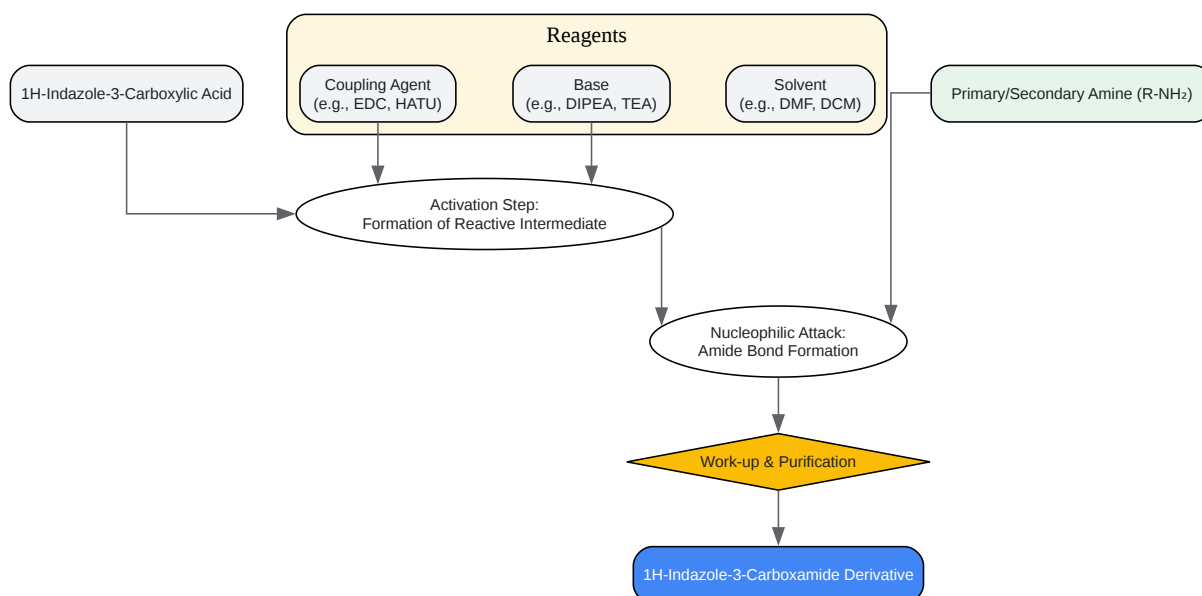 Reagents
1H-Indazole-3-Carboxylic Acid
Coupling Agent
(e.g., EDC, HATU)
Base
(e.g., DIPEA, TEA)
Solvent
(e.g., DMF, DCM)
Primary/Secondary Amine (R-NH₂)
Activation Step:
Formation of Reactive Intermediate
Nucleophilic Attack:
Amide Bond Formation
Work-up & Purification
1H-Indazole-3-Carboxamide Derivative